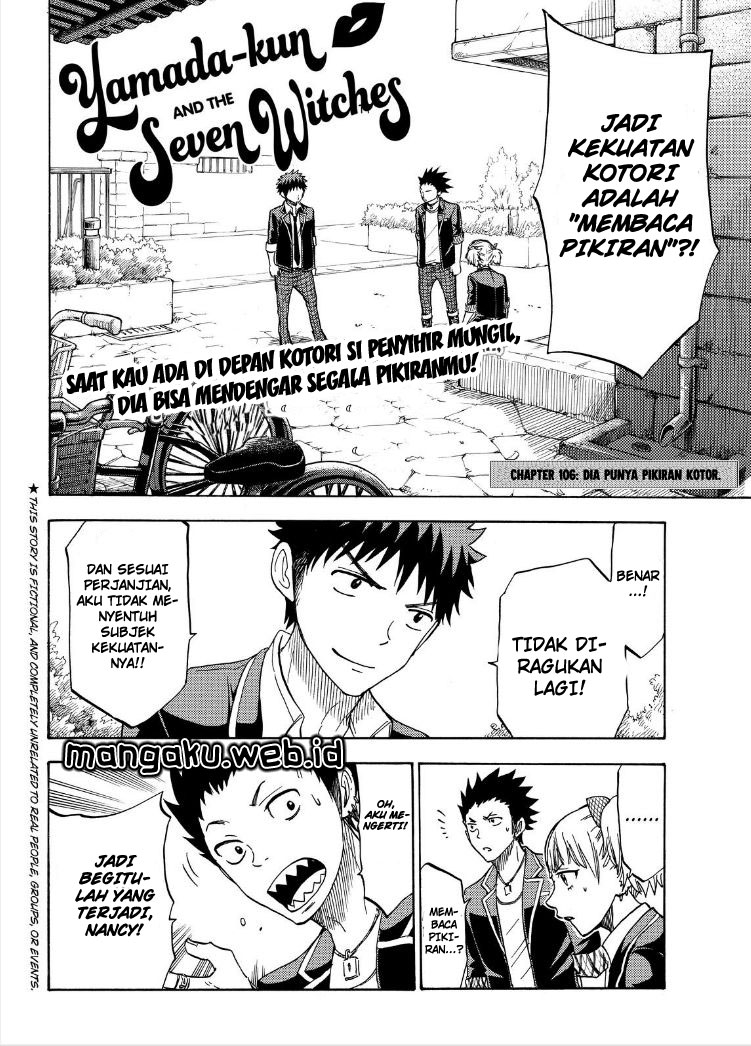 Yamada-kun
AND THE
Seven Witches
JADI
KEKUATAN
KOTORI
ADALAH
"MEMBACA
PIKIRAN"?!
SAAT KAU ADA DI DEPAN KOTORI SI PENYIHIR MUNGIL,
DIA BISA MENDENGAR SEGALA PIKIRANMU!
CHAPTER 106: DIA PUNYA PIKIRAN KOTOR.
★THIS STORY IS FICTIONAL, AND COMPLETELY UNRELATED TO REAL PEOPLE, GROUPS, OR EVENTS.
BENAR
...!
TIDAK DI-
RAGUKAN
LAGI!
DAN SESUAI
PERJANJIAN,
AKU TIDAK ME-
NYENTUH
SUBJEK
KEKUATAN-
NYA!!
mangaku.web.id
......
MEM-
BACA
PIKI-
RAN...?
OH,
AKU ME-
NGERTI!
JADI
BEGITU-
LAH YANG
TERJADI,
NANCY!